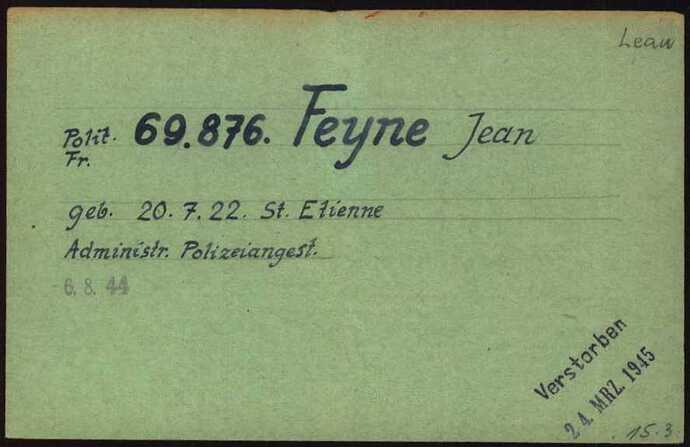 Lean
Polit. 69.876. Feyne Jean
Fr.
geb. 20. 7. 22. St. Etienne
Administr. Polizeiangest.
6. 8. 44
Verstorben
24. MRZ. 1945
15.3.